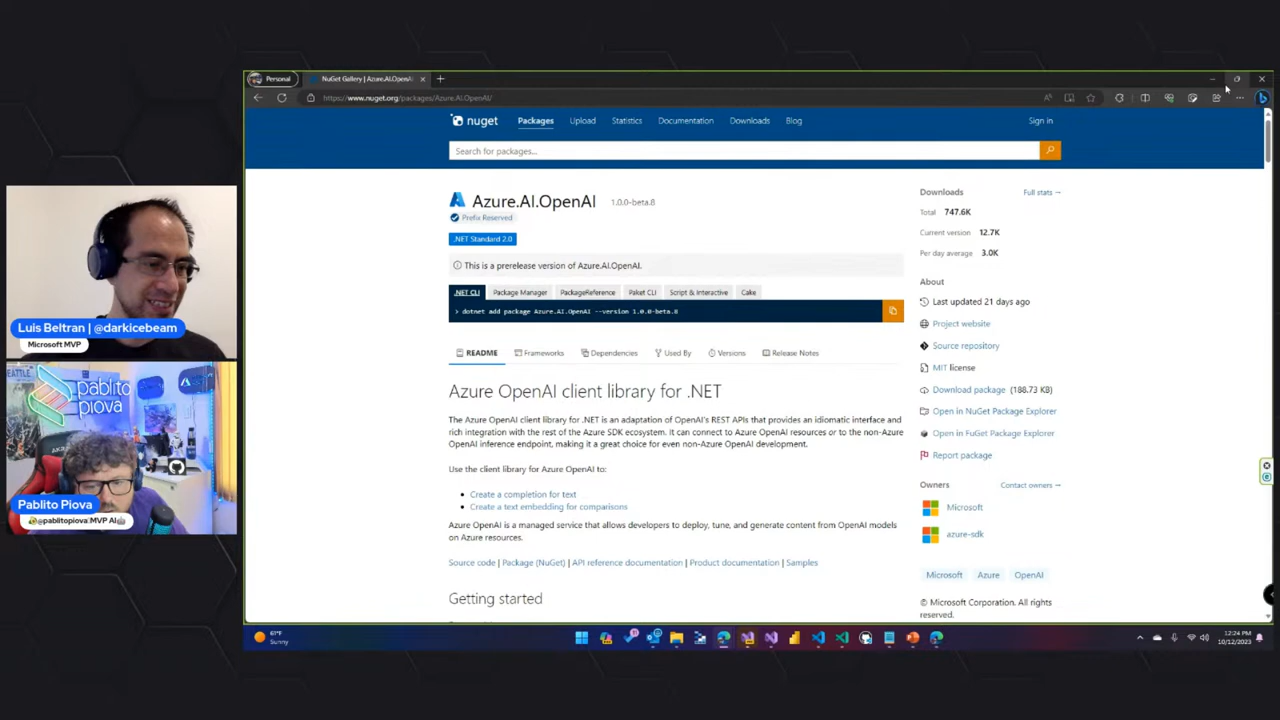 Personal
NuGet Gallery | Azure.AI.OpenAI
https://www.nuget.org/packages/Azure.AI.OpenAI/
nuget
Packages
Upload
Statistics
Documentation
Downloads
Blog
Sign in
Search for packages...
Azure.AI.OpenAI 1.0.0-beta.8
Prefix Reserved
.NET Standard 2.0
This is a prerelease version of Azure.AI.OpenAI.
.NET CLI
Package Manager
PackageReference
Paket CLI
Script & Interactive
Cake
> dotnet add package Azure.AI.OpenAI --version 1.0.0-beta.8
README
Frameworks
Dependencies
Used By
Versions
Release Notes
Azure OpenAI client library for .NET
The Azure OpenAI client library for .NET is an adaptation of OpenAI's REST APIs that provides an idiomatic interface and
rich integration with the rest of the Azure SDK ecosystem. It can connect to Azure OpenAI resources or to the non-Azure
OpenAI inference endpoint, making it a great choice for even non-Azure OpenAI development.
Use the client library for Azure OpenAI to:
Create a completion for text
Create a text embedding for comparisons
Azure OpenAI is a managed service that allows developers to deploy, tune, and generate content from OpenAI models
on Azure resources.
Source code | Package (NuGet) | API reference documentation | Product documentation | Samples
Getting started
Downloads
Full stats →
Total 747.6K
Current version 12.7K
Per day average 3.0K
About
Last updated 21 days ago
Project website
Source repository
MIT license
Download package (188.73 KB)
Open in NuGet Package Explorer
Open in FuGet Package Explorer
Report package
Owners
Contact owners →
Microsoft
azure-sdk
Microsoft
Azure
OpenAI
© Microsoft Corporation. All rights
reserved.
Luis Beltran | @darkicebeam
Microsoft MVP
pablito
piova
Pablito Piova
@pablitopiova
MVP AI
61°F
Sunny
12:24 PM
10/12/2023